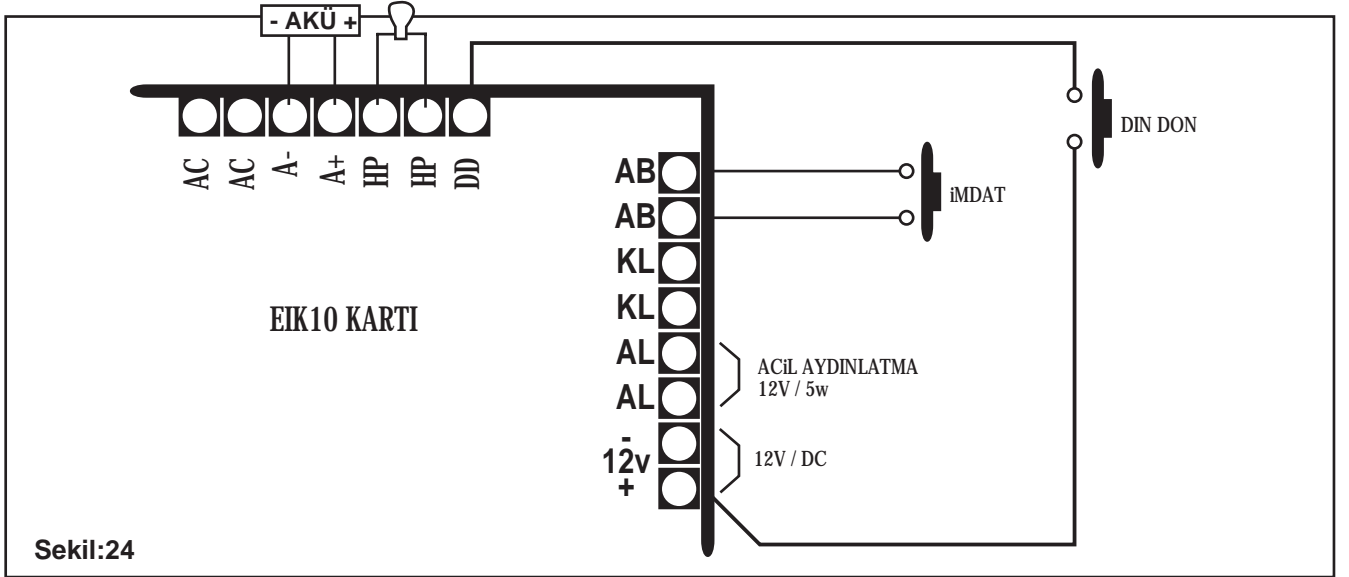 - AKÜ +
AC
AC
A-
A+
HP
HP
DD
DIN DON
AB
AB
iMDAT
KL
KL
EIK10 KARTI
AL
AL
ACiL AYDINLATMA
12V / 5w
-
12v
+
12V / DC
Sekil:24